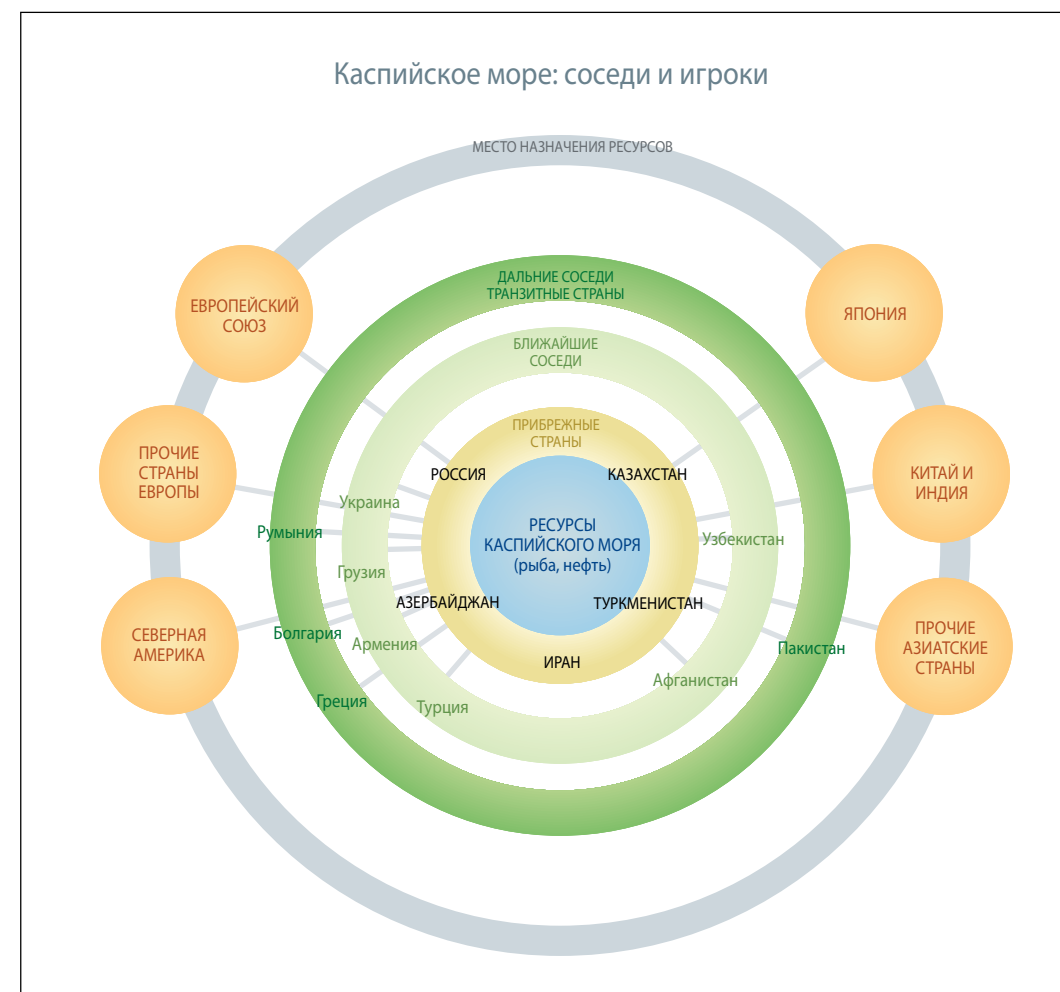 Каспийское море: соседи и игроки
МЕСТО НАЗНАЧЕНИЯ РЕСУРСОВ
ДАЛЬНИЕ СОСЕДИ
ТРАНЗИТНЫЕ СТРАНЫ
ЕВРОПЕЙСКИЙ
СОЮЗ
ЯПОНИЯ
БЛИЖАЙШИЕ
СОСЕДИ
ПРИБРЕЖНЫЕ
СТРАНЫ
ПРОЧИЕ
СТРАНЫ
ЕВРОПЫ
РОССИЯ
КАЗАХСТАН
КИТАЙ И
ИНДИЯ
Украина
Румыния
РЕСУРСЫ
КАСПИЙСКОГО МОРЯ
(рыба, нефть)
Узбекистан
Грузия
АЗЕРБАЙДЖАН
ТУРКМЕНИСТАН
СЕВЕРНАЯ
АМЕРИКА
Болгария
Армения
Пакистан
ПРОЧИЕ
АЗИАТСКИЕ
СТРАНЫ
ИРАН
Афганистан
Греция
Турция